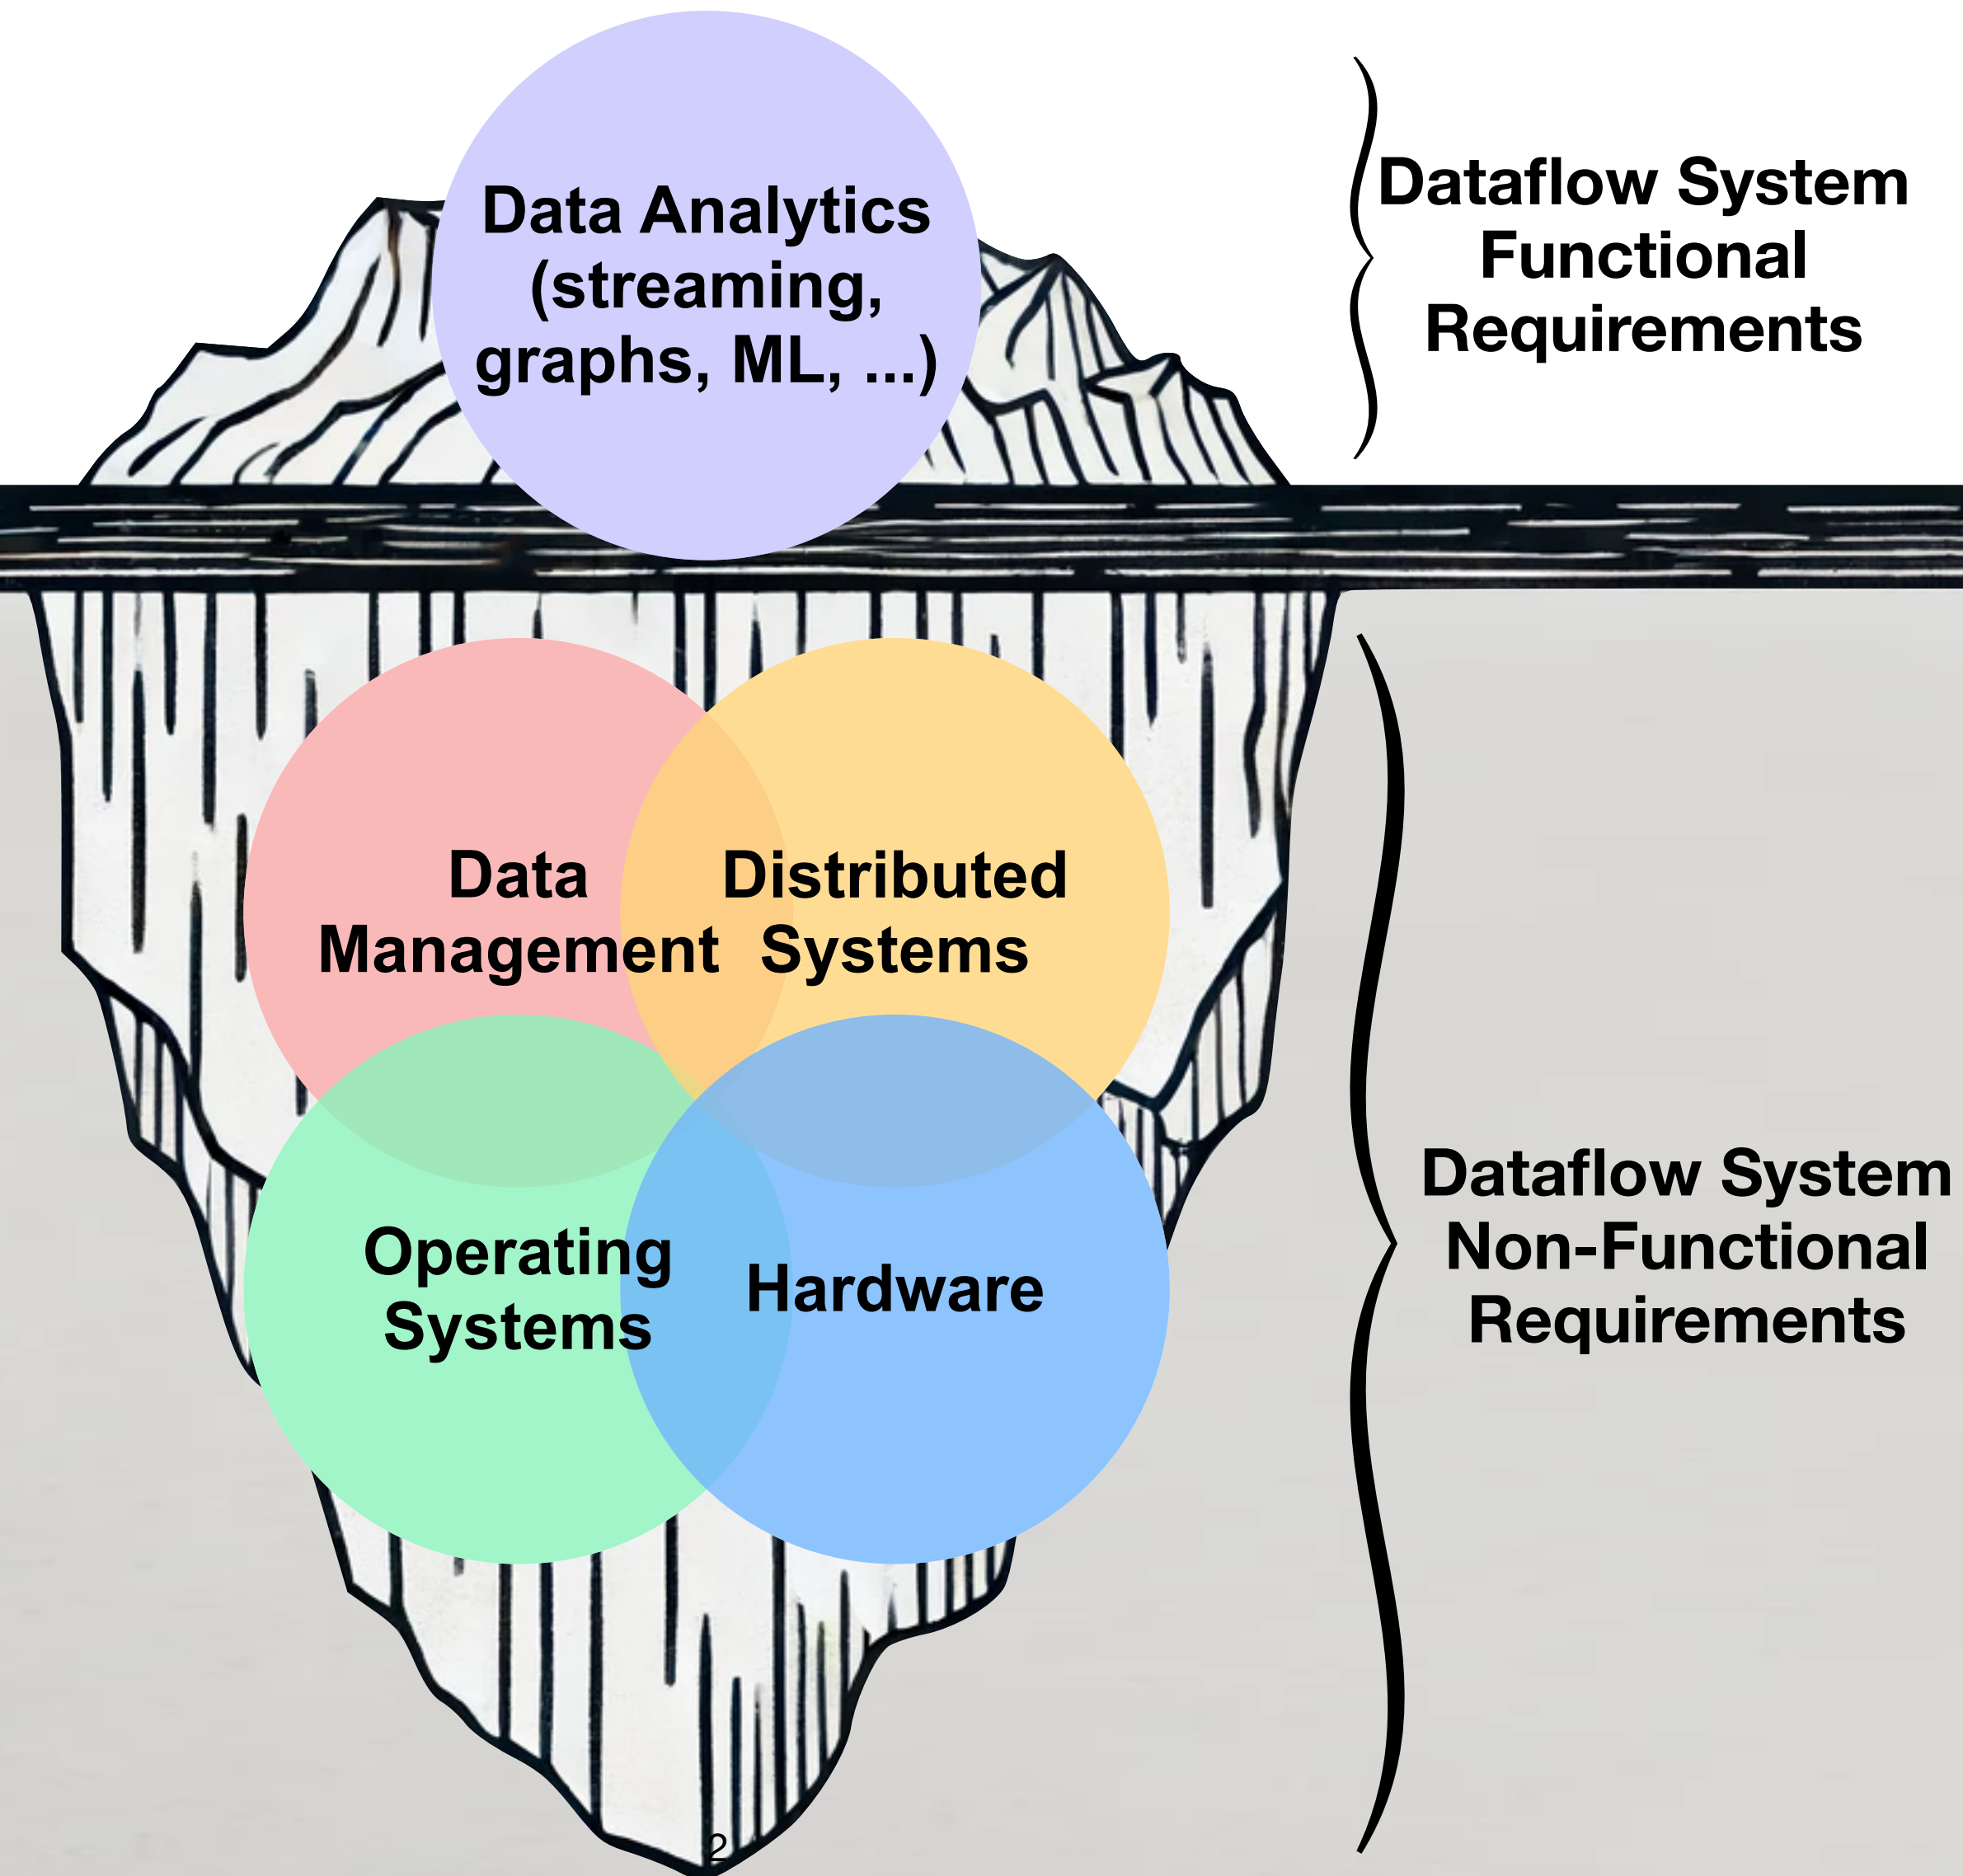 Data Analytics
(streaming,
graphs, ML, ...)
Dataflow System
Functional
Requirements
Data
Management
Distributed
Systems
Operating
Systems
Hardware
Dataflow System
Non-Functional
Requirements
2